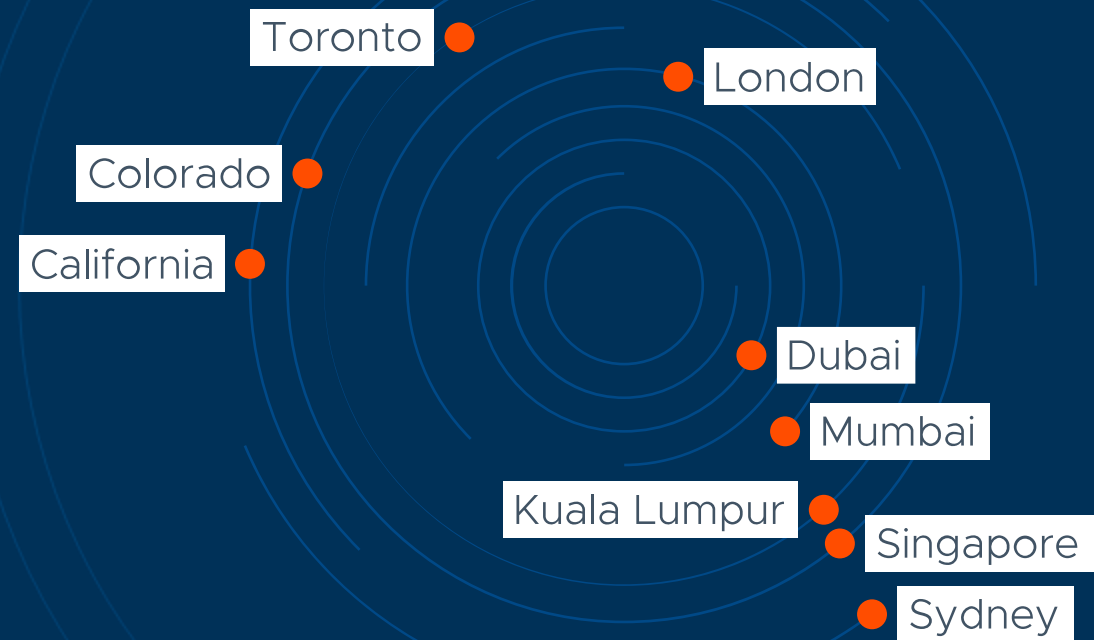 Toronto
London
Colorado
California
Dubai
Mumbai
Kuala Lumpur
Singapore
Sydney